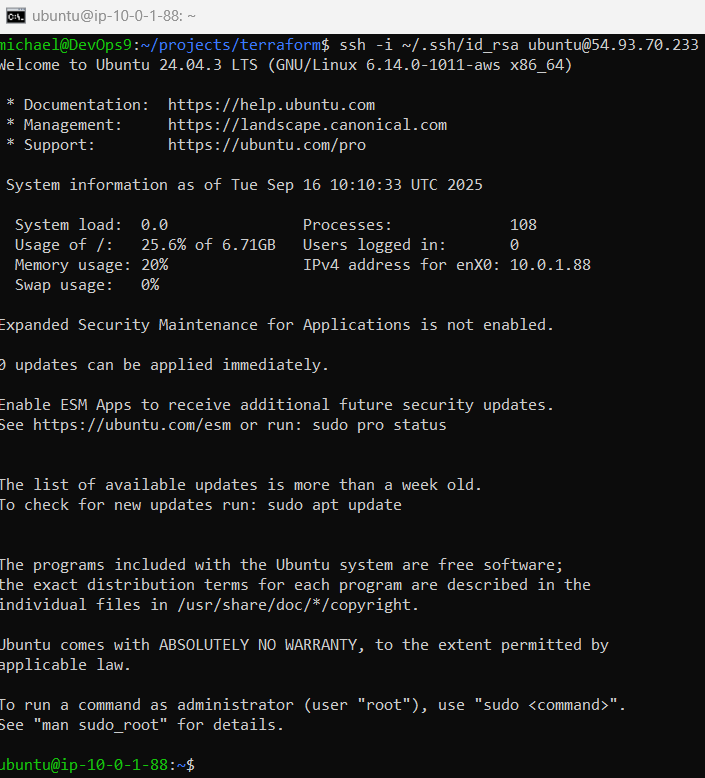 ubuntu@ip-10-0-1-88: ~
michael@DevOps9:~/projects/terraform$ ssh -i ~/.ssh/id_rsa ubuntu@54.93.70.233
Welcome to Ubuntu 24.04.3 LTS (GNU/Linux 6.14.0-1011-aws x86_64)
* Documentation:  https://help.ubuntu.com
* Management:     https://landscape.canonical.com
* Support:        https://ubuntu.com/pro
System information as of Tue Sep 16 10:10:33 UTC 2025
System load:  0.0               Processes:             108
Usage of /:   25.6% of 6.71GB   Users logged in:       0
Memory usage: 20%               IPv4 address for enX0: 10.0.1.88
Swap usage:   0%
Expanded Security Maintenance for Applications is not enabled.
0 updates can be applied immediately.
Enable ESM Apps to receive additional future security updates.
See https://ubuntu.com/esm or run: sudo pro status
The list of available updates is more than a week old.
To check for new updates run: sudo apt update
The programs included with the Ubuntu system are free software;
the exact distribution terms for each program are described in the
individual files in /usr/share/doc/*/copyright.
Ubuntu comes with ABSOLUTELY NO WARRANTY, to the extent permitted by
applicable law.
To run a command as administrator (user "root"), use "sudo <command>".
See "man sudo_root" for details.
ubuntu@ip-10-0-1-88:~$